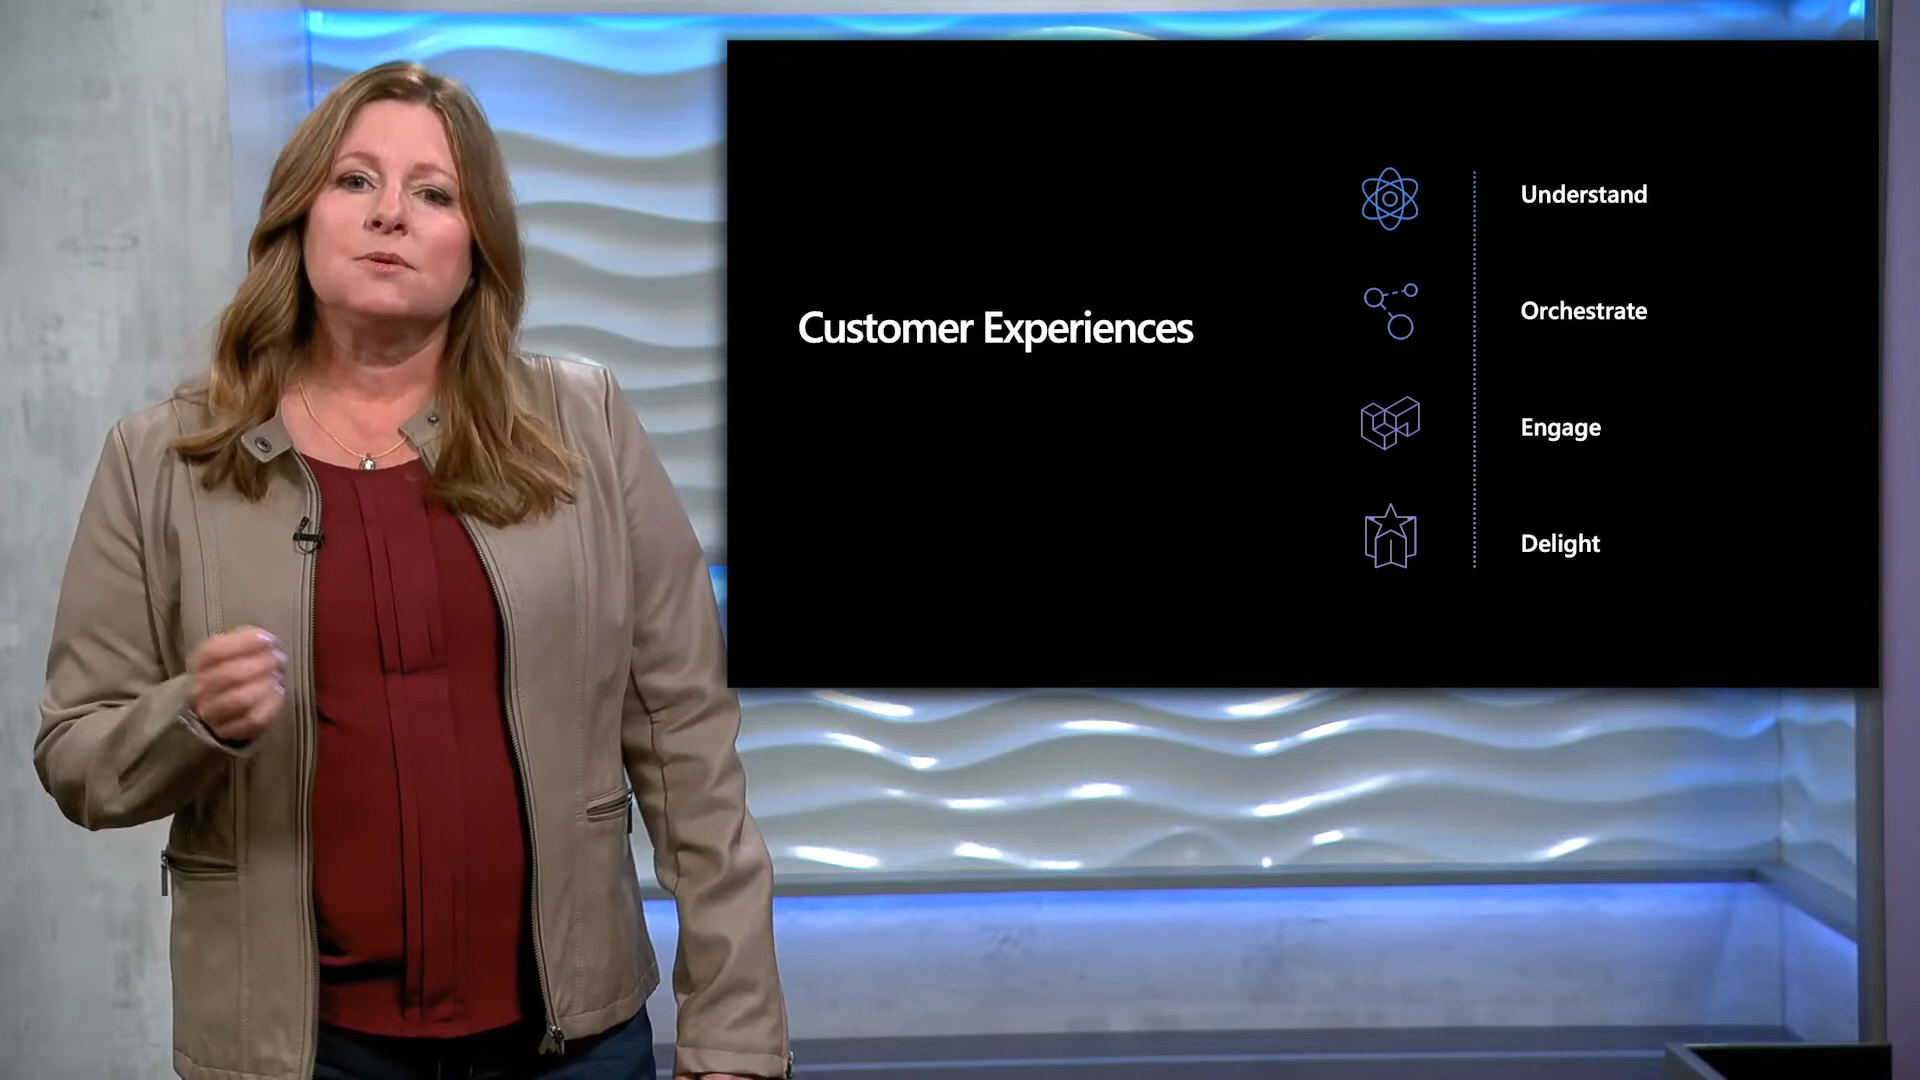 Customer Experiences
Understand
Orchestrate
Engage
Delight